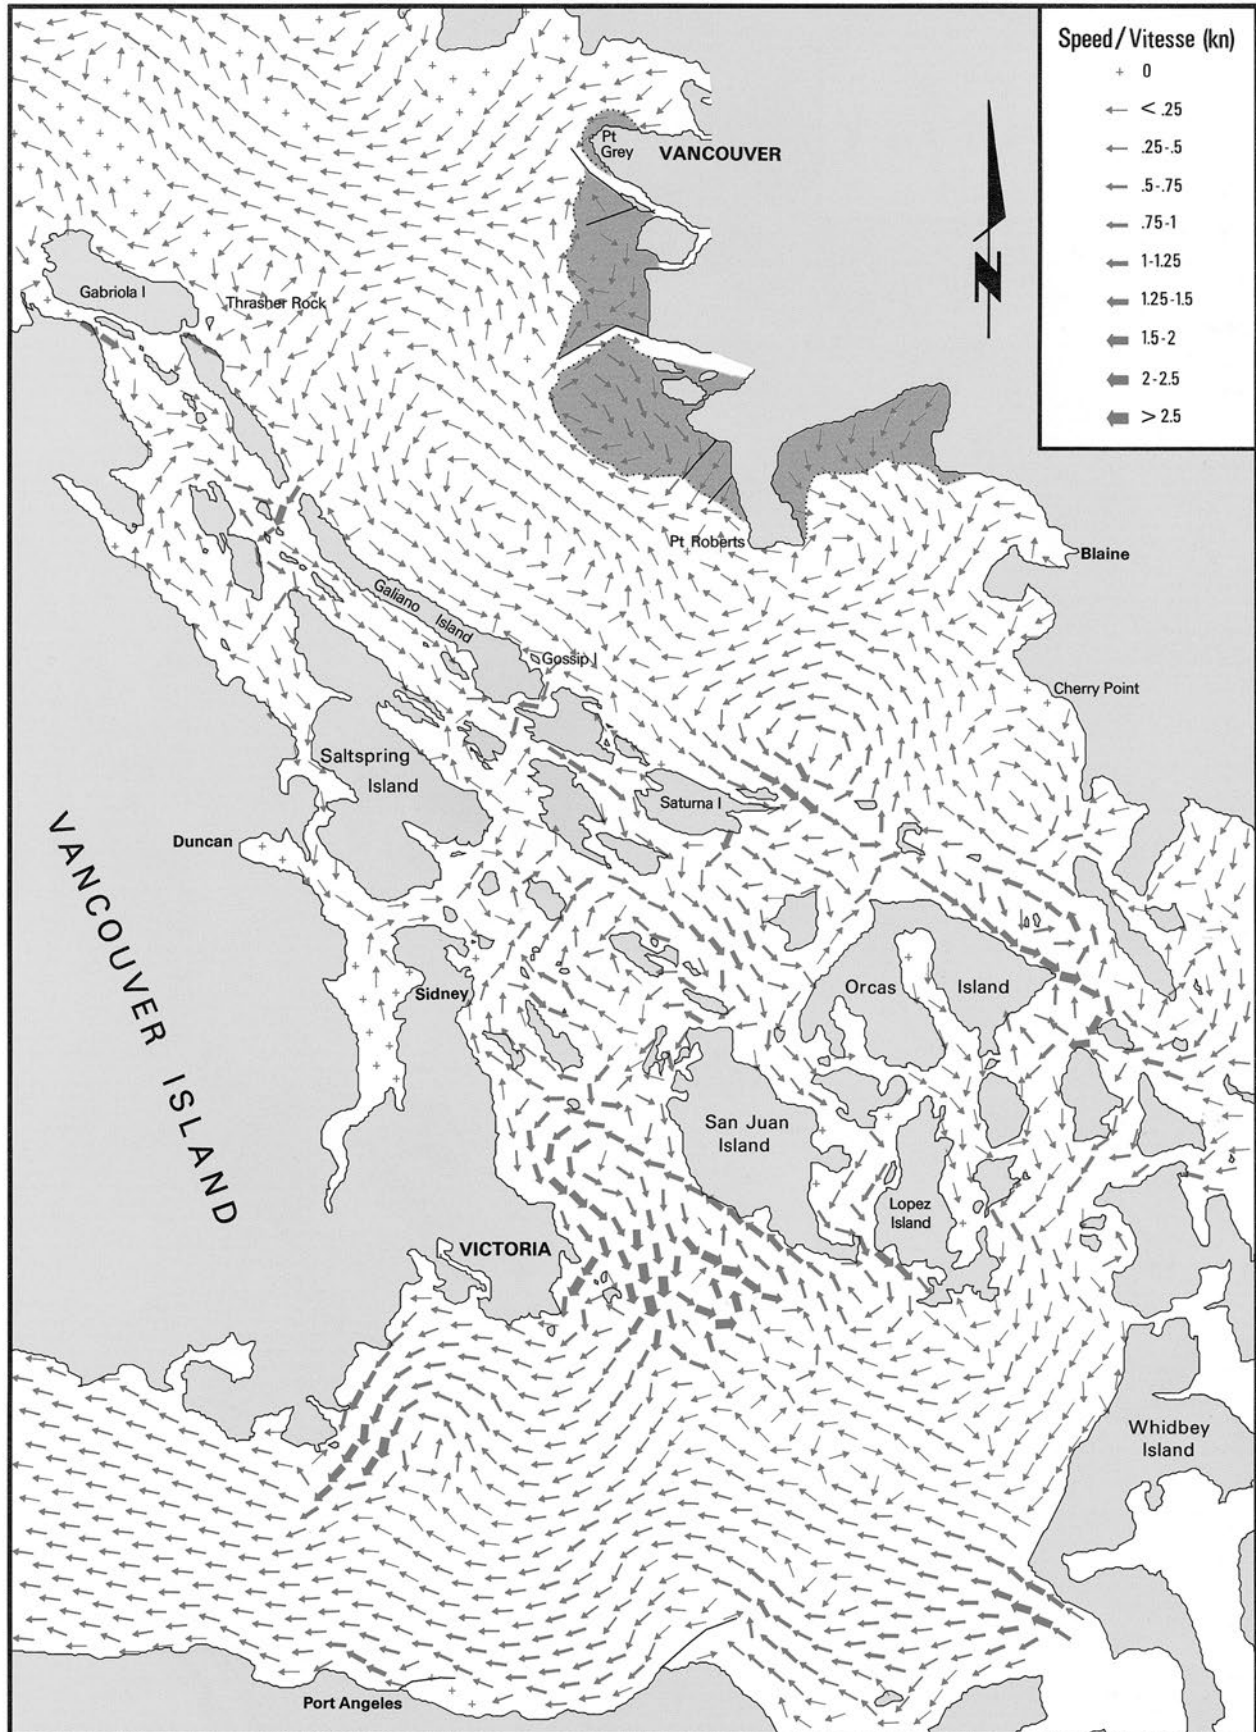 Speed/Vitesse (kn)
0
< .25
.25-.5
.5-.75
.75-1
1-1.25
1.25-1.5
1.5-2
2-2.5
> 2.5
N
Pt
Grey
VANCOUVER
Gabriola I
Thrasher Rock
Pt Roberts
Blaine
Galiano
Island
Gossip I
Cherry Point
Saltspring
Island
Saturna I
Duncan
VANCOUVER ISLAND
Sidney
Orcas
Island
San Juan
Island
Lopez
Island
VICTORIA
Whidbey
Island
Port Angeles